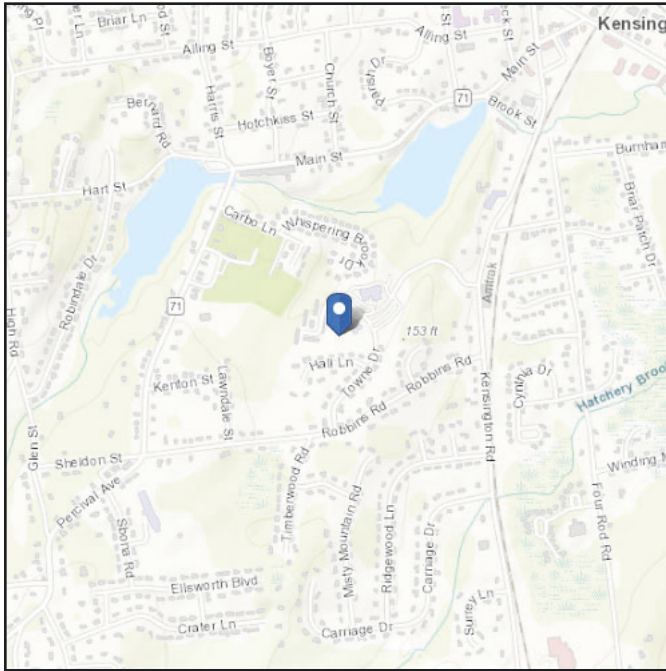 Kensing
Briar Ln
Alling St
Alling St
Main St
Harris St
Boyer St
Church St
Parish Dr
71
Brook St
Hotchkiss St
Main St
Hart St
Burnham
Briar Patch Dr
Carbo Ln
Whispering Brook Dr
Robindale Dr
High Rd
71
Amtrak
153 ft
Hall Ln
Towne Dr
Robbins Rd
Kenton St
Lawndale St
Robbins Rd
Kensington Rd
Cynthia Dr
Hatchery Brook
Glen St
Sheldon St
Percival Ave
Timberwood Rd
Misty Mountain Rd
Ridgewood Ln
Carriage Dr
Winding
Four Rod Rd
Sbona Rd
Ellsworth Blvd
Crater Ln
Carriage Dr
Surrey Ln